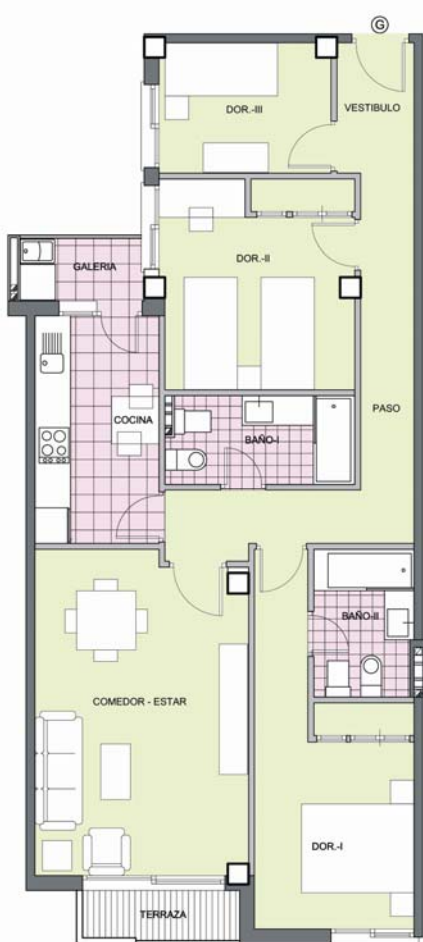 G
DOR.-III
VESTIBULO
DOR.-II
GALERIA
PASO
COCINA
BAÑO-I
BAÑO-II
COMEDOR - ESTAR
DOR.-I
TERRAZA